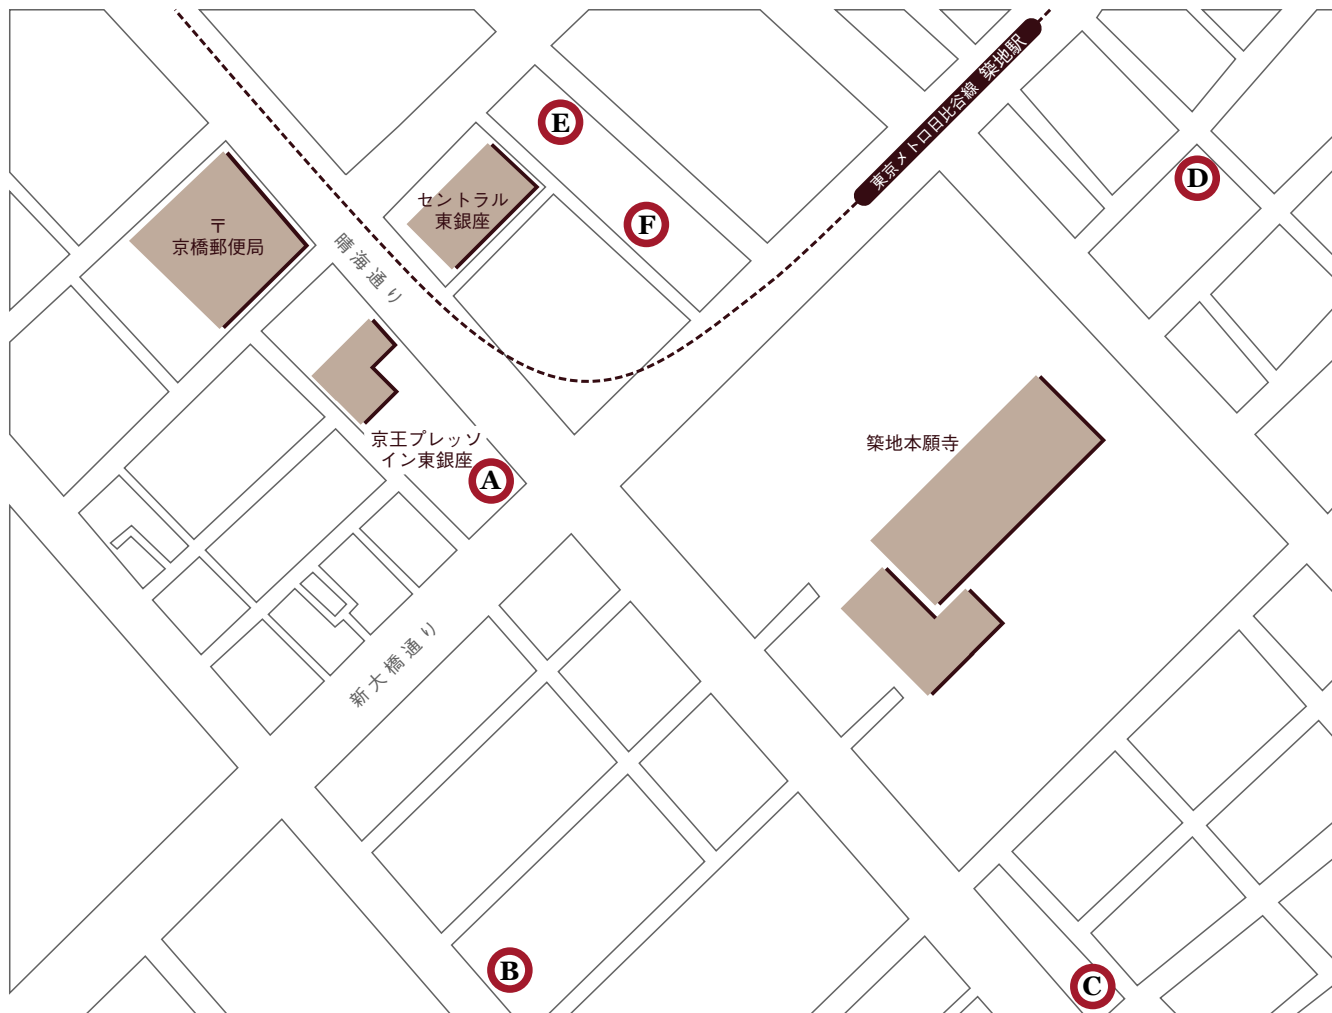 東京メトロ日比谷線 築地駅
E
D
〒
京橋郵便局
セントラル
東銀座
F
晴海通り
京王プレッソ
イン東銀座
A
築地本願寺
新大橋通り
B
C